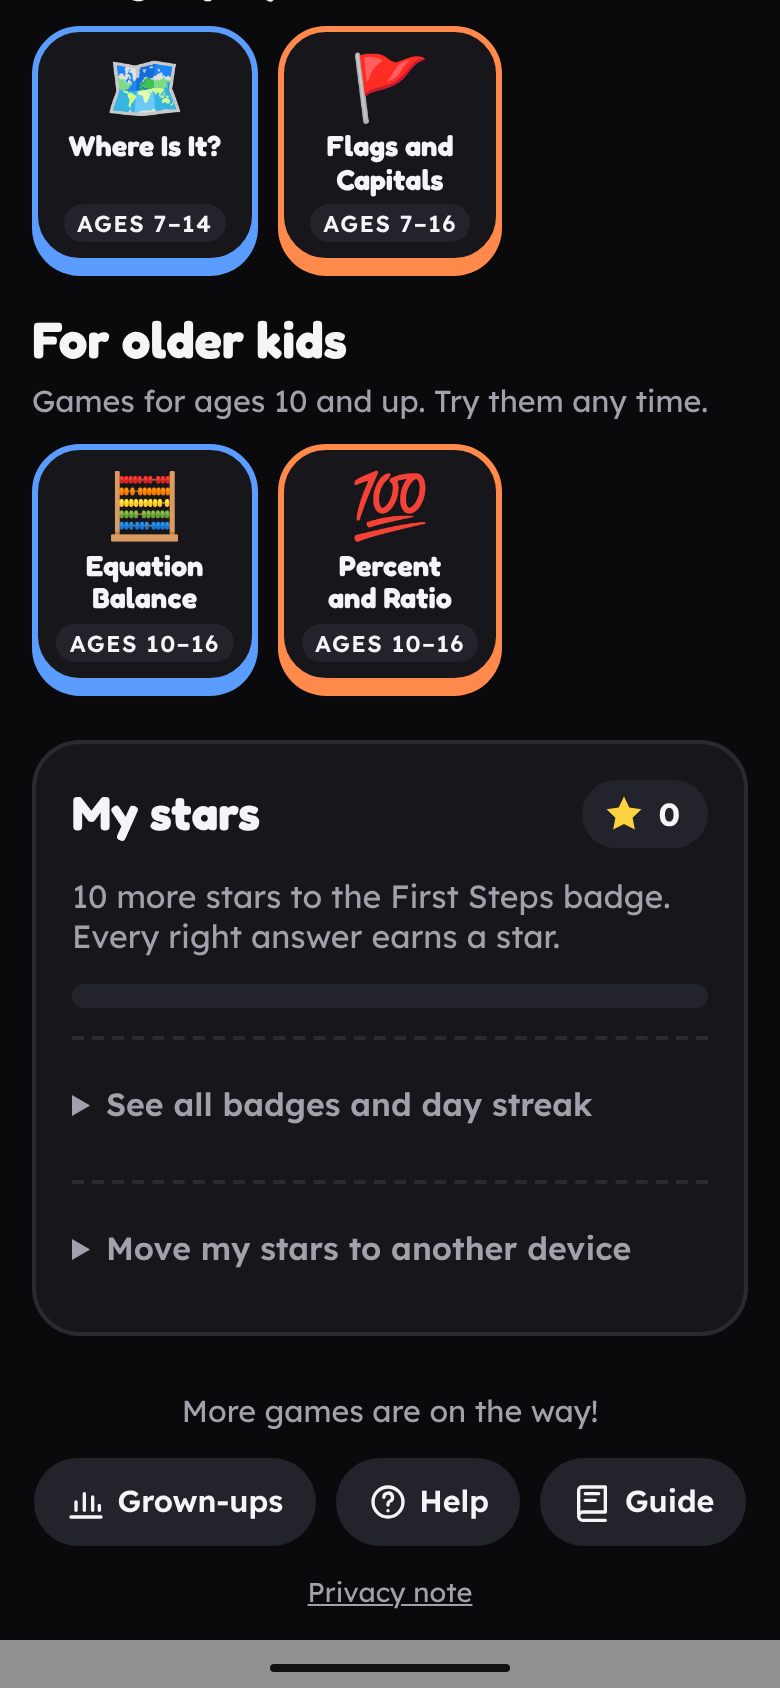 Where Is It?
AGES 7–14
Flags and
Capitals
AGES 7–16
For older kids
Games for ages 10 and up. Try them any time.
Equation
Balance
AGES 10–16
100
Percent
and Ratio
AGES 10–16
My stars
0
10 more stars to the First Steps badge.
Every right answer earns a star.
See all badges and day streak
Move my stars to another device
More games are on the way!
Grown-ups
Help
Guide
Privacy note